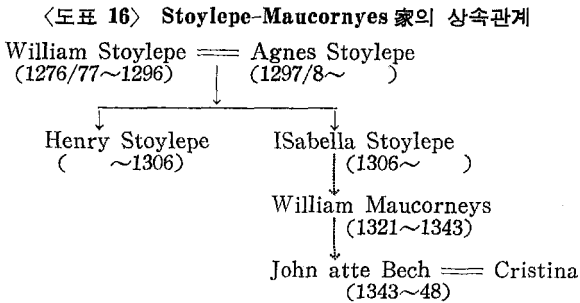 〈도표 16〉 Stoylepe-Maucornyes 家의 상속관계
William Stoylepe == Agnes Stoylepe
(1276/77~1296) (1297/8~ )
Henry Stoylepe ISabella Stoylepe
( ~1306) (1306~ )
William Maucorneys
(1321~1343)
John atte Bech == Cristina
(1343~48)